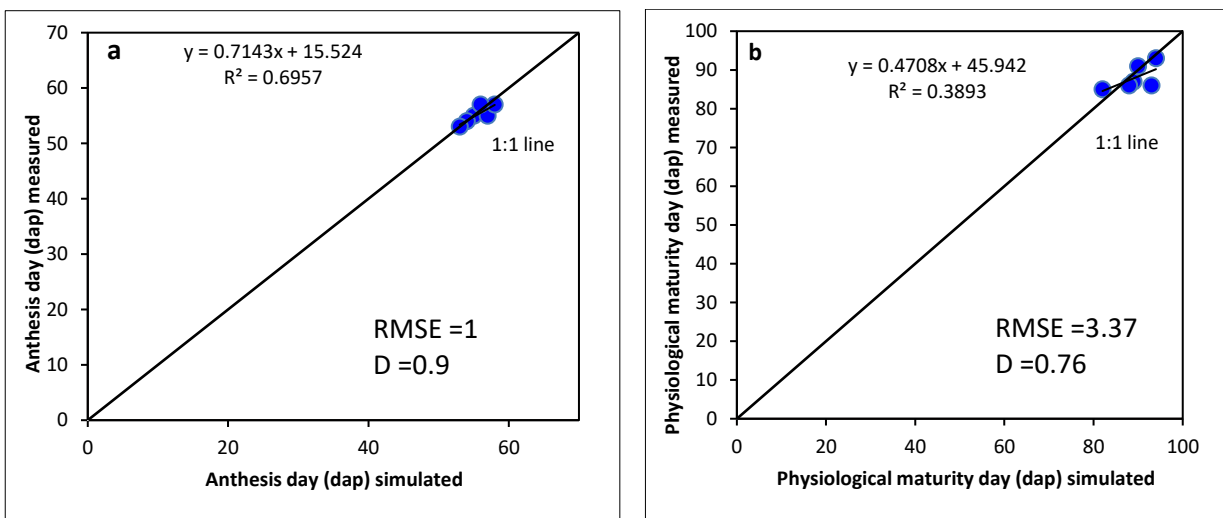 a
y = 0.7143x + 15.524
R² = 0.6957
1:1 line
RMSE =1
D =0.9
Anthesis day (dap) measured
70
60
50
40
30
20
10
0
0 20 40 60
Anthesis day (dap) simulated
b
y = 0.4708x + 45.942
R² = 0.3893
1:1 line
RMSE =3.37
D =0.76
Physiological maturity day (dap) measured
100
90
80
70
60
50
40
30
20
10
0
0 20 40 60 80 100
Physiological maturity day (dap) simulated